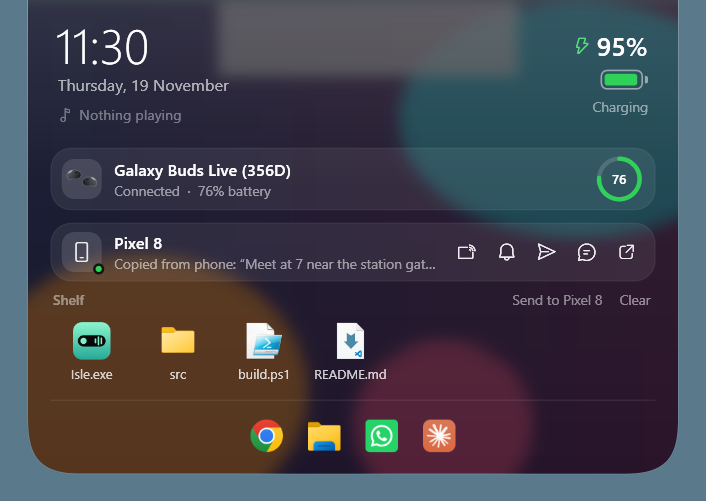 11:30
95%
Thursday, 19 November
Charging
Nothing playing
Galaxy Buds Live (356D)
Connected · 76% battery
76
Pixel 8
Copied from phone: “Meet at 7 near the station gat...
Shelf
Send to Pixel 8
Clear
Isle.exe
src
build.ps1
README.md